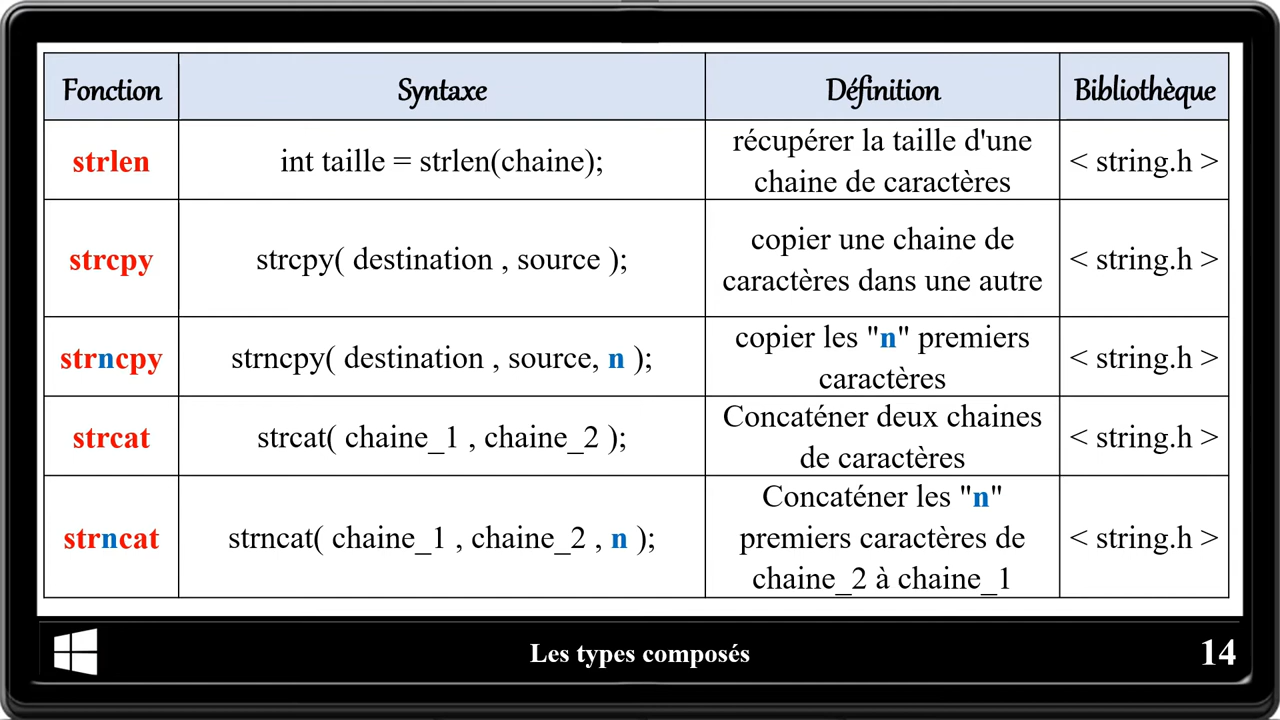 Fonction Syntaxe Définition Bibliothèque
strlen int taille = strlen(chaine); récupérer la taille d'une chaine de caractères < string.h >
strcpy strcpy( destination , source ); copier une chaine de caractères dans une autre < string.h >
strncpy strncpy( destination , source, n ); copier les "n" premiers caractères < string.h >
strcat strcat( chaine_1 , chaine_2 ); Concaténer deux chaines de caractères < string.h >
strncat strncat( chaine_1 , chaine_2 , n ); Concaténer les "n" premiers caractères de chaine_2 à chaine_1 < string.h >
Les types composés 14